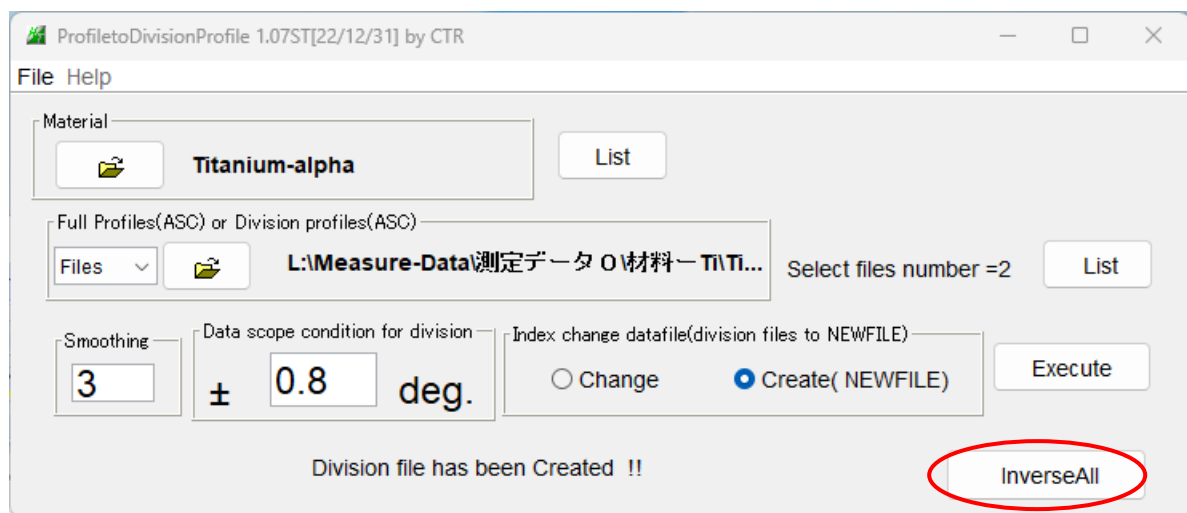 ProfiletoDivisionProfile 1.07ST[22/12/31] by CTR
File Help
Material
Titanium-alpha
List
Full Profiles(ASC) or Division profiles(ASC)
Files
L:\Measure-Data\測定データO\材料ーTi\Ti...
Select files number =2
List
Smoothing
3
Data scope condition for division
± 0.8 deg.
Index change datafile(division files to NEWFILE)
Change
Create( NEWFILE)
Execute
Division file has been Created !!
InverseAll